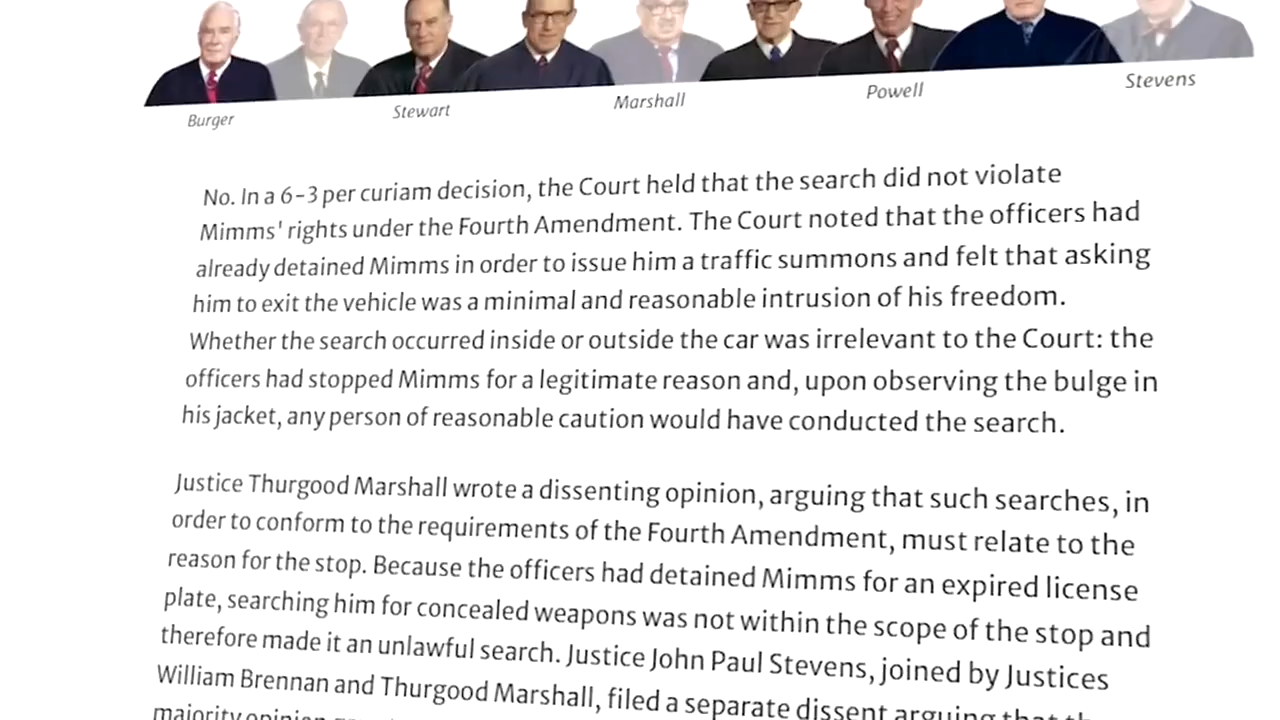 Burger Stewart Marshall Powell Stevens
No. In a 6-3 per curiam decision, the Court held that the search did not violate
Mimms' rights under the Fourth Amendment. The Court noted that the officers had
already detained Mimms in order to issue him a traffic summons and felt that asking
him to exit the vehicle was a minimal and reasonable intrusion of his freedom.
Whether the search occurred inside or outside the car was irrelevant to the Court: the
officers had stopped Mimms for a legitimate reason and, upon observing the bulge in
his jacket, any person of reasonable caution would have conducted the search.
Justice Thurgood Marshall wrote a dissenting opinion, arguing that such searches, in
order to conform to the requirements of the Fourth Amendment, must relate to the
reason for the stop. Because the officers had detained Mimms for an expired license
plate, searching him for concealed weapons was not within the scope of the stop and
therefore made it an unlawful search. Justice John Paul Stevens, joined by Justices
William Brennan and Thurgood Marshall, filed a separate dissent arguing that
majority opinion